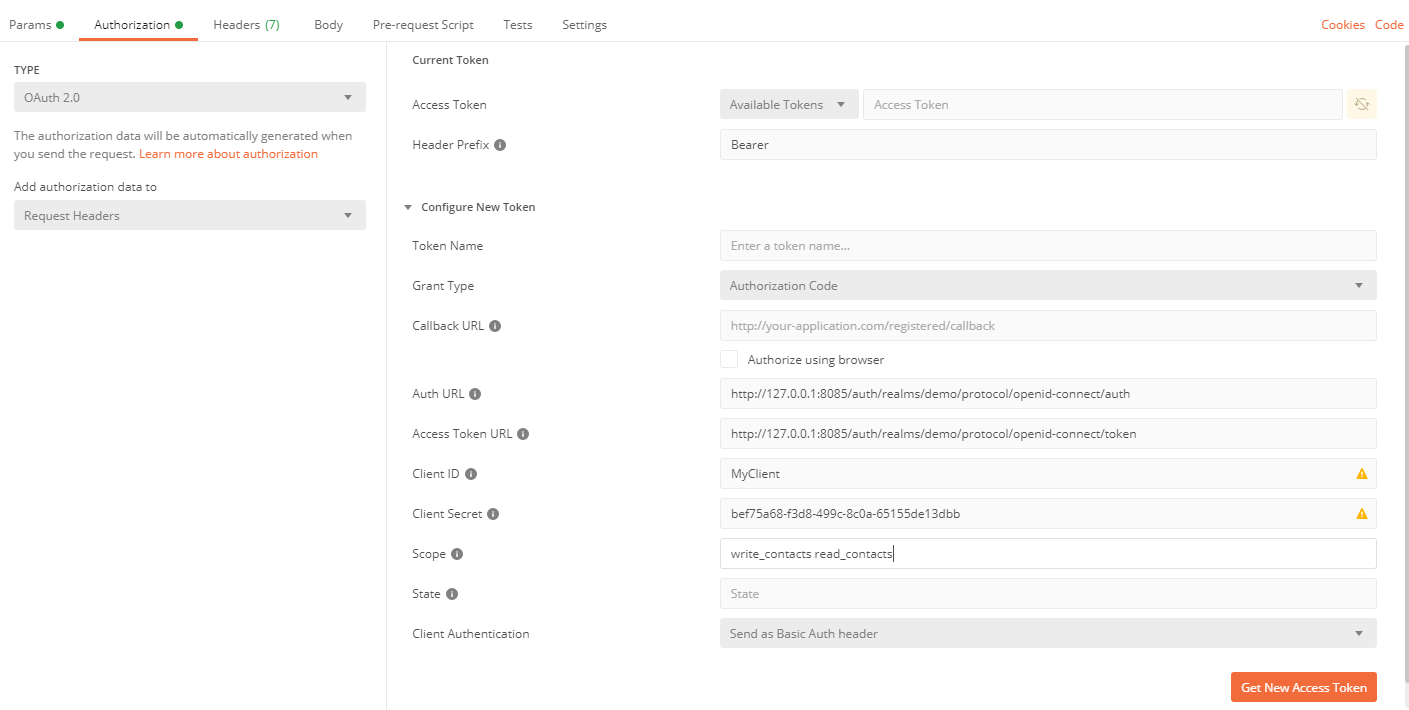 Params Authorization Headers (7) Body Pre-request Script Tests Settings Cookies Code
TYPE
OAuth 2.0
The authorization data will be automatically generated when
you send the request. Learn more about authorization
Add authorization data to
Request Headers
Current Token
Access Token Available Tokens Access Token
Header Prefix Bearer
Configure New Token
Token Name Enter a token name...
Grant Type Authorization Code
Callback URL http://your-application.com/registered/callback
Authorize using browser
Auth URL http://127.0.0.1:8085/auth/realms/demo/protocol/openid-connect/auth
Access Token URL http://127.0.0.1:8085/auth/realms/demo/protocol/openid-connect/token
Client ID MyClient
Client Secret bef75a68-f3d8-499c-8c0a-65155de13dbb
Scope write_contacts read_contacts
State State
Client Authentication Send as Basic Auth header
Get New Access Token